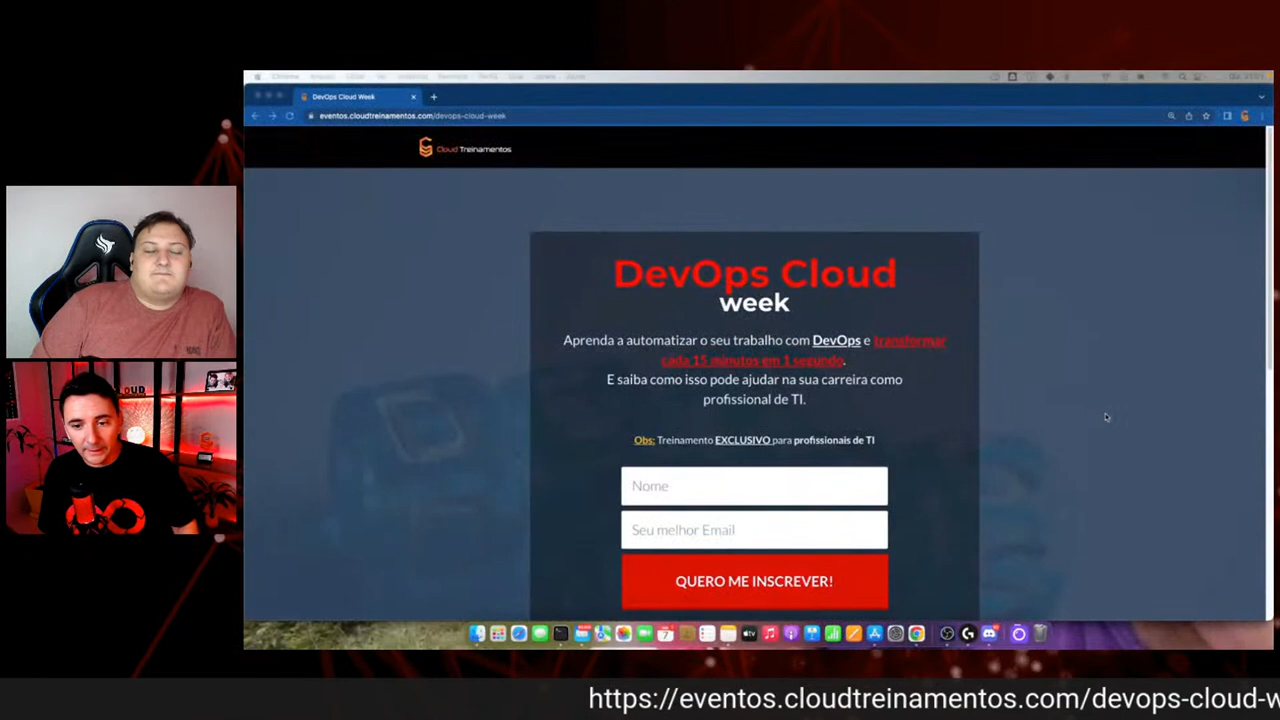 DevOps Cloud Week
eventos.cloudtreinamentos.com/devops-cloud-week
Cloud Treinamentos
DevOps Cloud
week
Aprenda a automatizar o seu trabalho com DevOps e transformar
cada 15 minutos em 1 segundo.
E saiba como isso pode ajudar na sua carreira como
profissional de TI.
Obs: Treinamento EXCLUSIVO para profissionais de TI
Nome
Seu melhor Email
QUERO ME INSCREVER!
https://eventos.cloudtreinamentos.com/devops-cloud-w